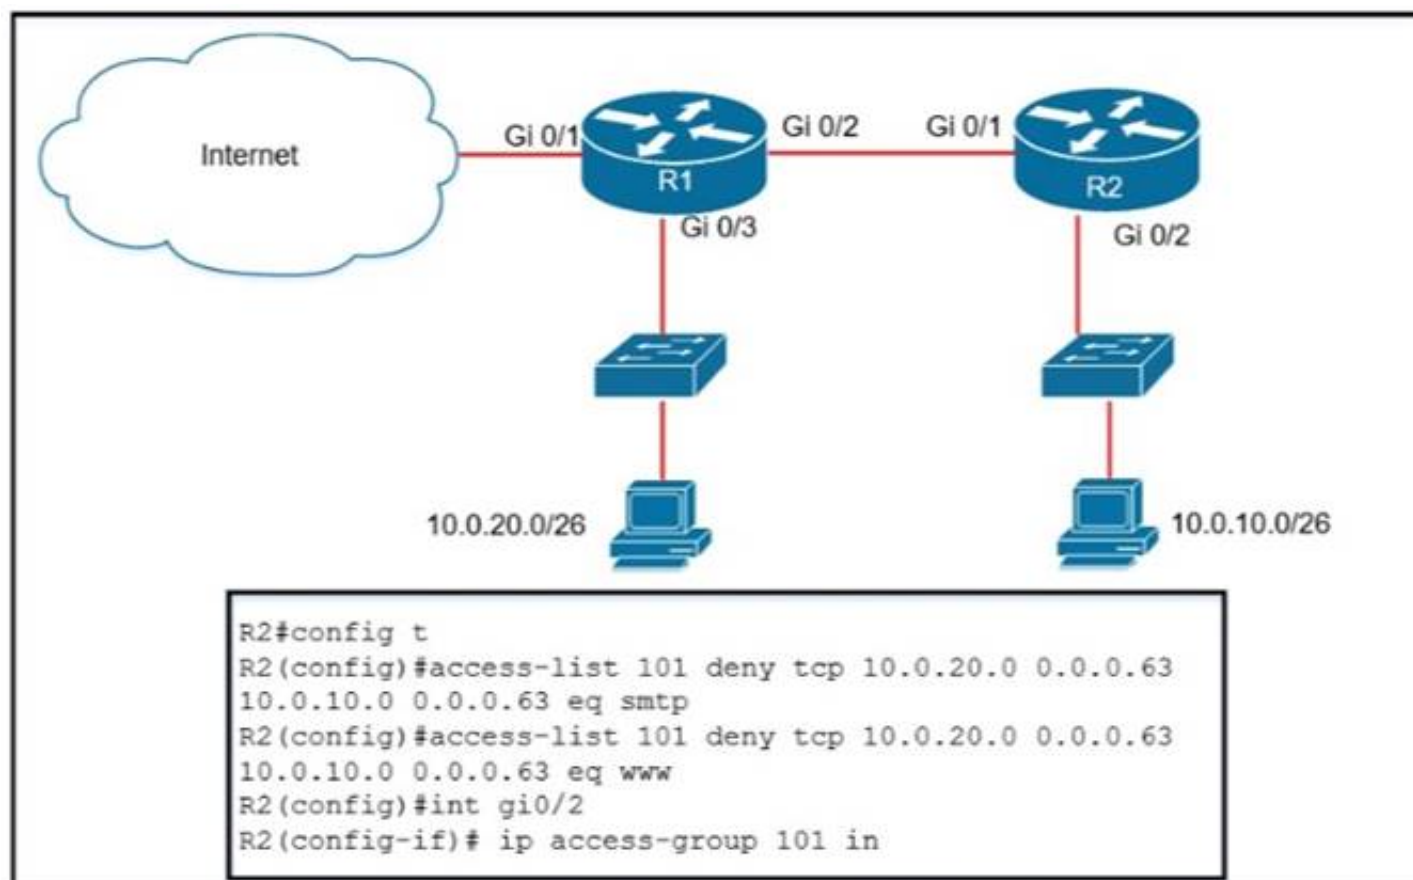 Internet
Gi 0/1
R1
Gi 0/2
Gi 0/1
R2
Gi 0/3
Gi 0/2
10.0.20.0/26
10.0.10.0/26
R2#config t
R2(config)#access-list 101 deny tcp 10.0.20.0 0.0.0.63
10.0.10.0 0.0.0.63 eq smtp
R2(config)#access-list 101 deny tcp 10.0.20.0 0.0.0.63
10.0.10.0 0.0.0.63 eq www
R2(config)#int gi0/2
R2(config-if)# ip access-group 101 in